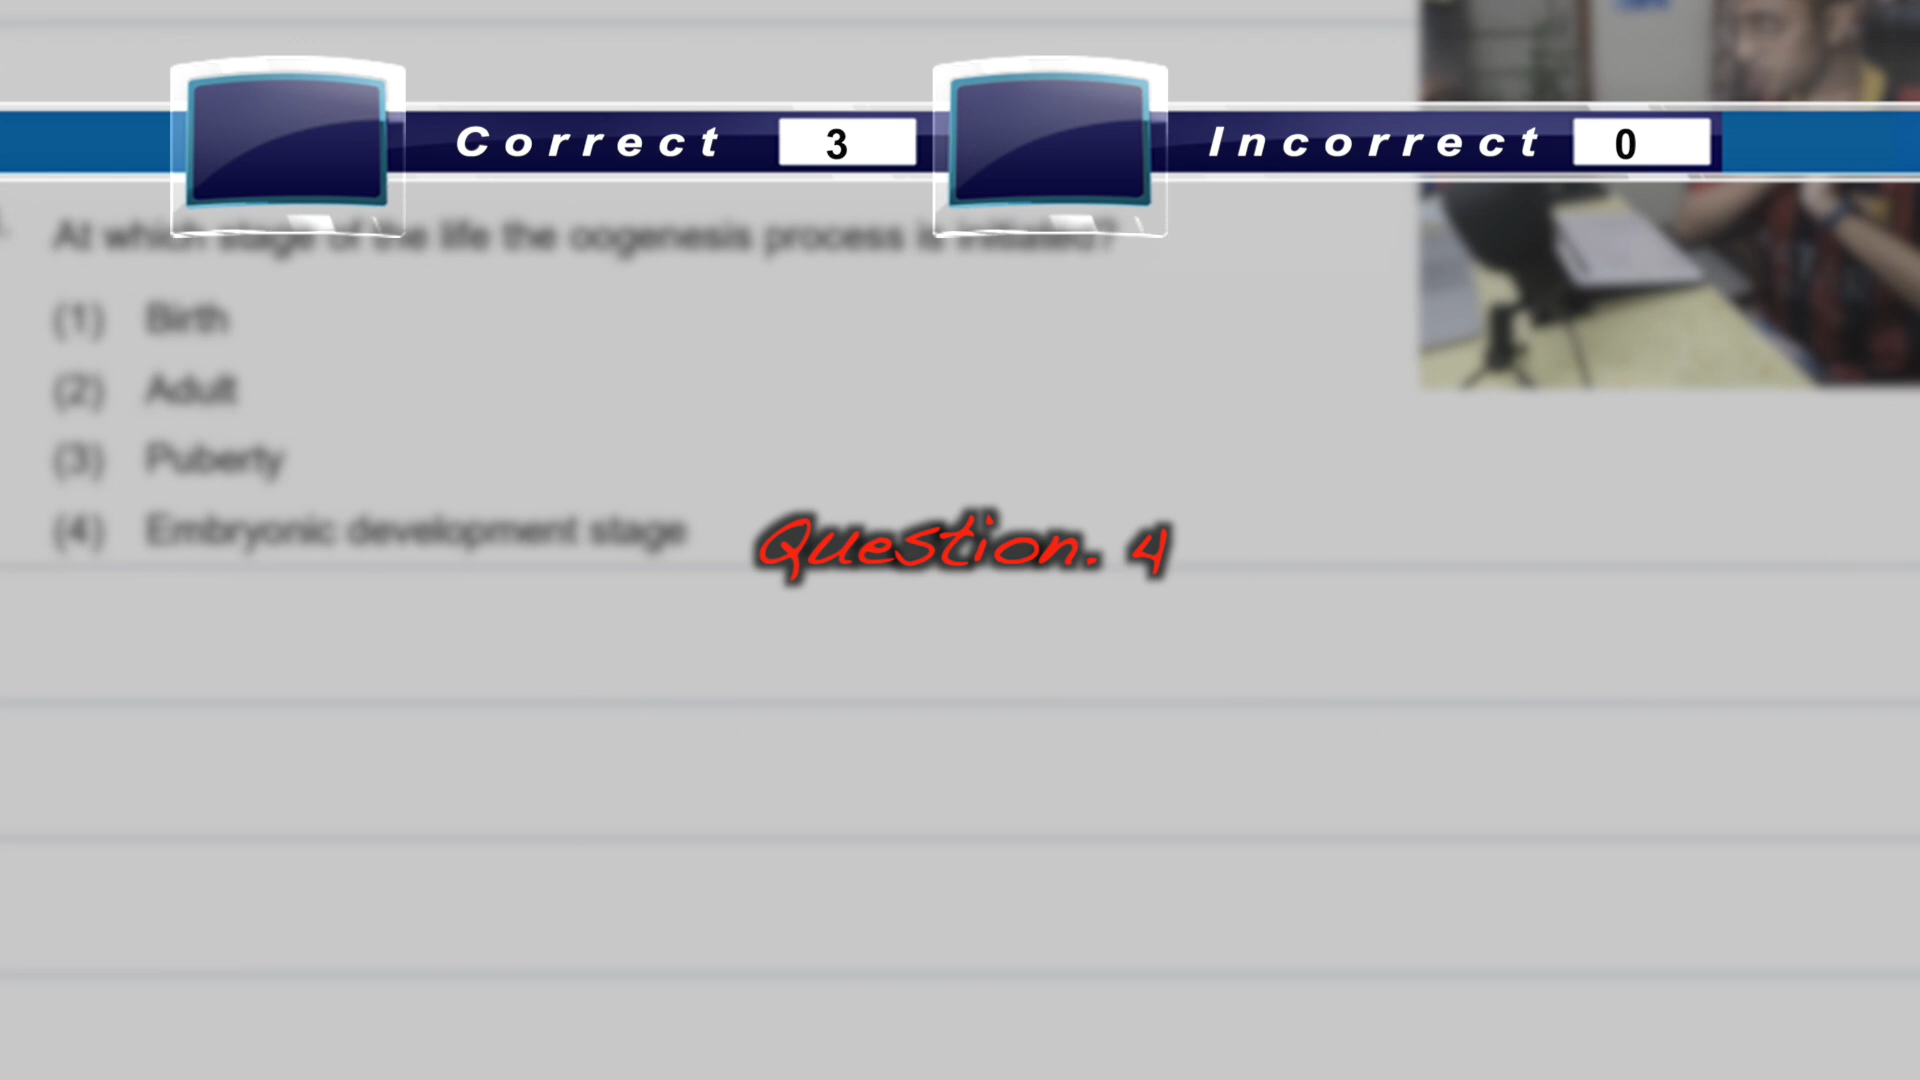 Correct 3 Incorrect 0
At which stage of the life the oogenesis process is initiated?
(1) Birth
(2) Adult
(3) Puberty
(4) Embryonic development stage
Question. 4